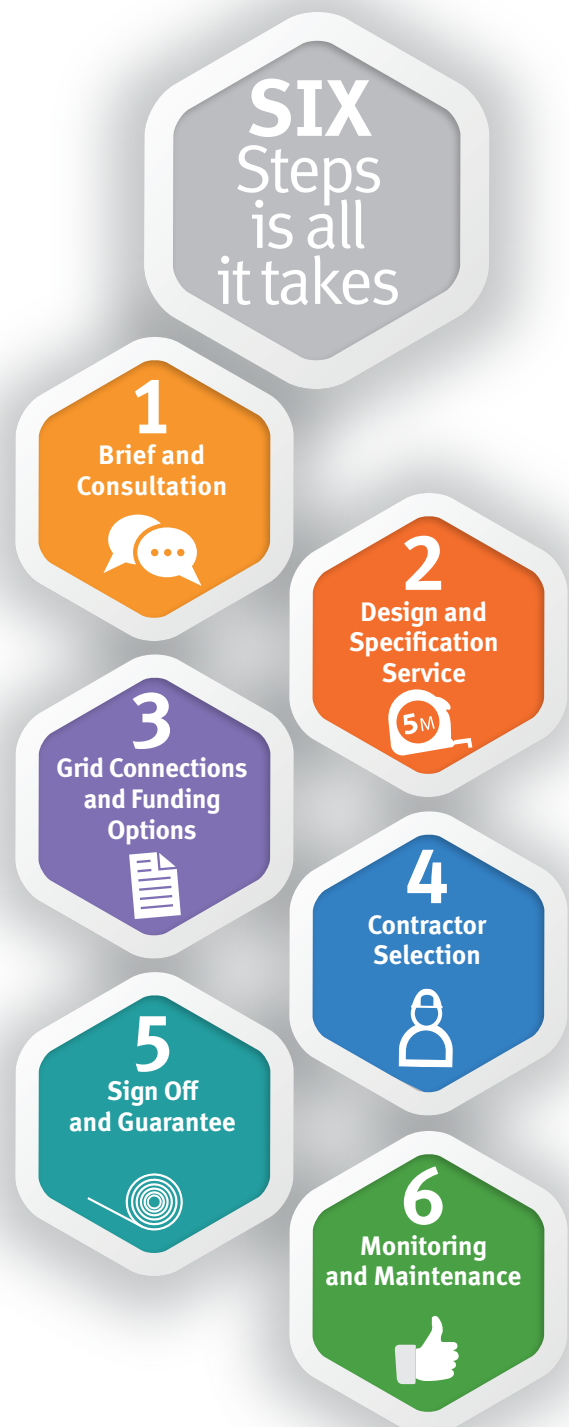 SIX
Steps
is all
it takes
1
Brief and
Consultation
2
Design and
Specification
Service
5M
3
Grid Connections
and Funding
Options
4
Contractor
Selection
5
Sign Off
and Guarantee
6
Monitoring
and Maintenance